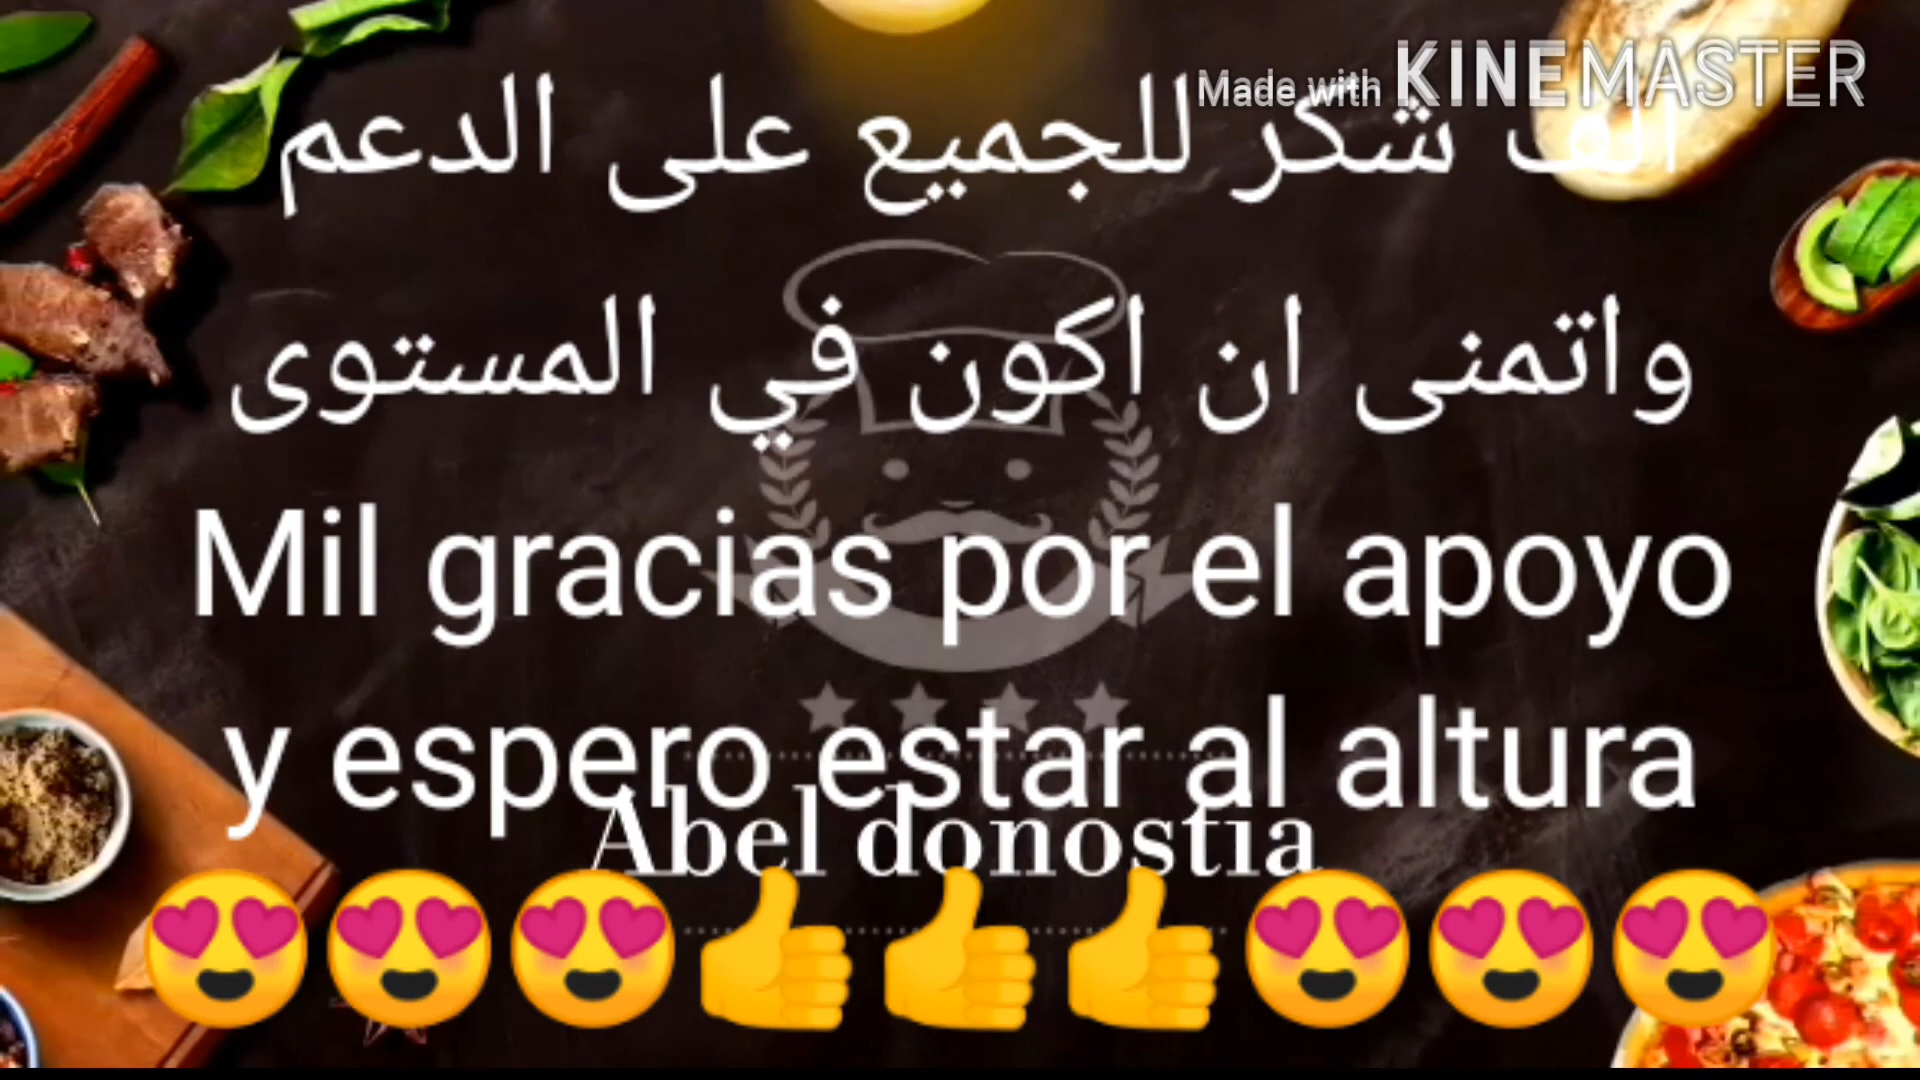 Made with KINEMASTER
الف شكر للجميع على الدعم
واتمنى ان اكون في المستوى
Mil gracias por el apoyo
y espero estar al altura
Abel donostia
😍😍😍👍👍👍😍😍😍